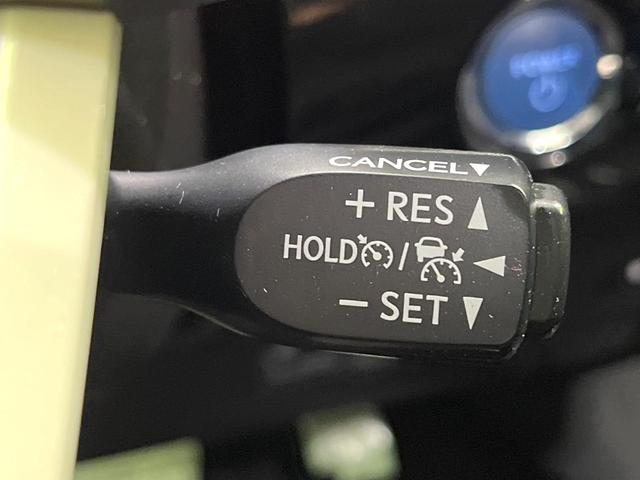 POWER
CANCEL▼
+ RES ▲
HOLD / ◀
− SET ▼